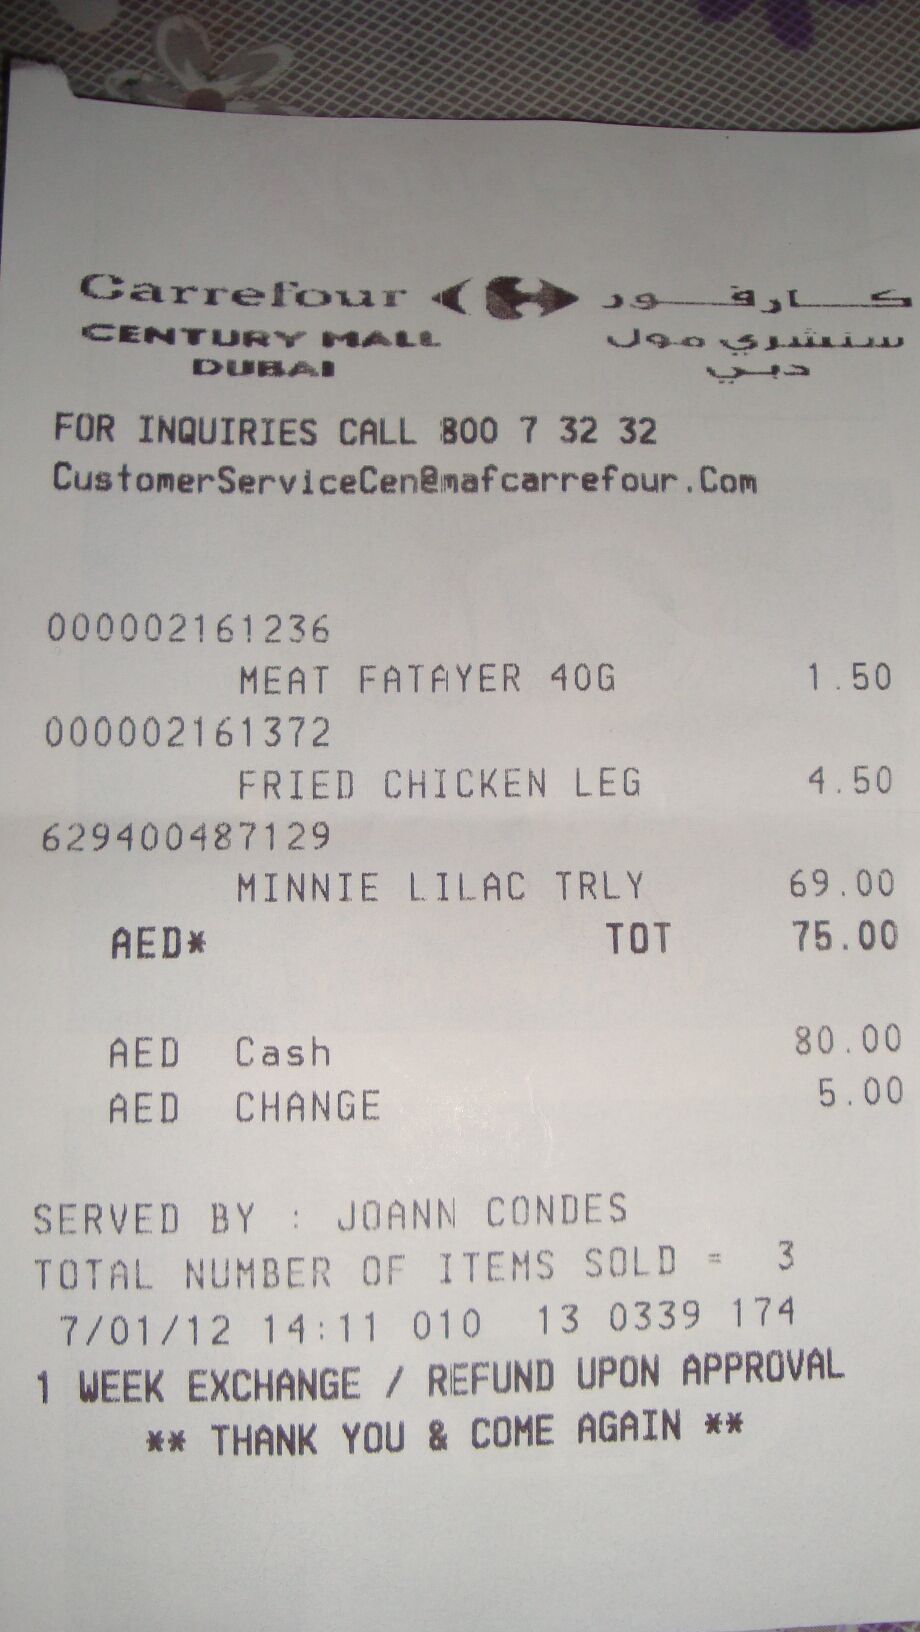 Carrefour كارفور
CENTURY MALL سنشري مول
DUBAI دبي
FOR INQUIRIES CALL 800 7 32 32
CustomerServiceCen@mafcarrefour.Com
000002161236
MEAT FATAYER 40G 1.50
000002161372
FRIED CHICKEN LEG 4.50
629400487129
MINNIE LILAC TRLY 69.00
AED* TOT 75.00
AED Cash 80.00
AED CHANGE 5.00
SERVED BY : JOANN CONDES
TOTAL NUMBER OF ITEMS SOLD = 3
7/01/12 14:11 010 13 0339 174
1 WEEK EXCHANGE / REFUND UPON APPROVAL
** THANK YOU & COME AGAIN **